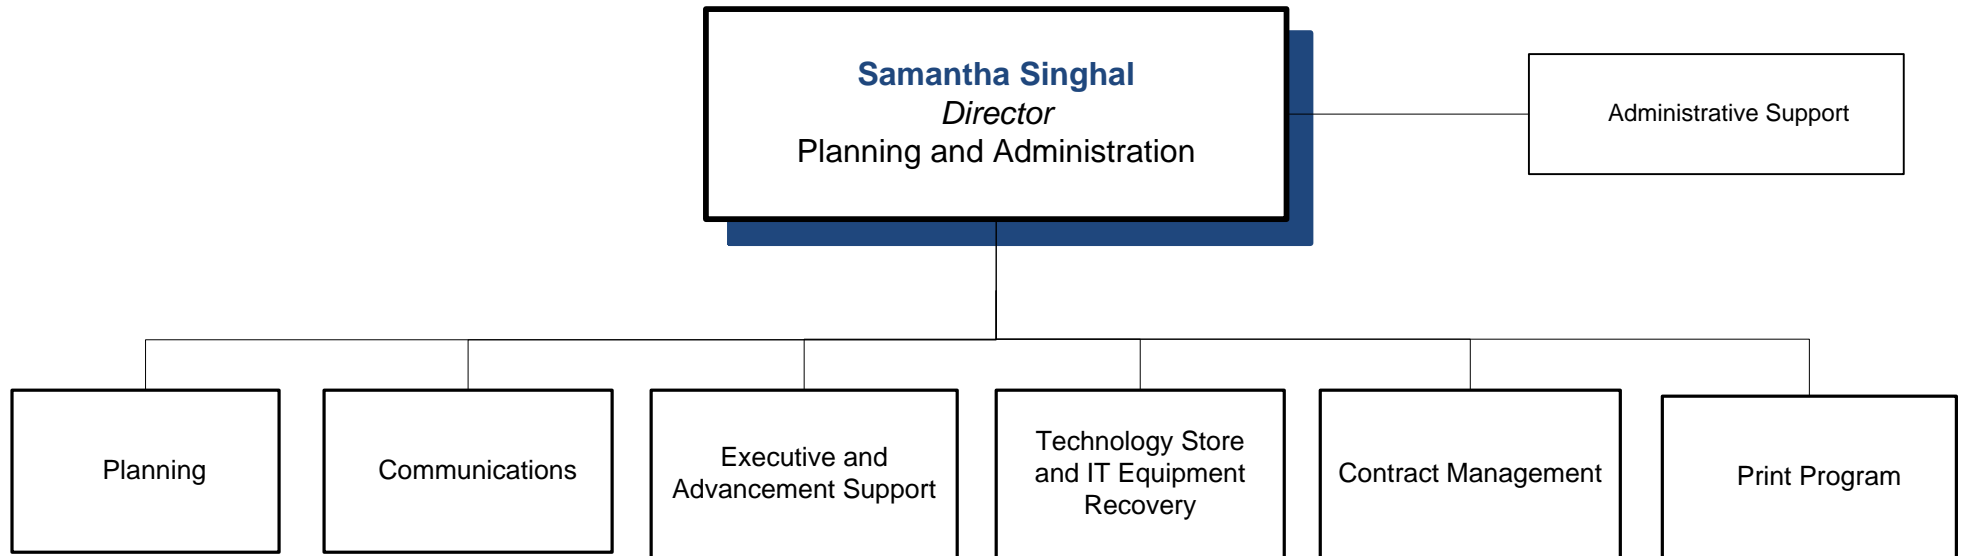 Samantha Singhal
Director
Planning and Administration
Administrative Support
Planning
Communications
Executive and
Advancement Support
Technology Store
and IT Equipment
Recovery
Contract Management
Print Program